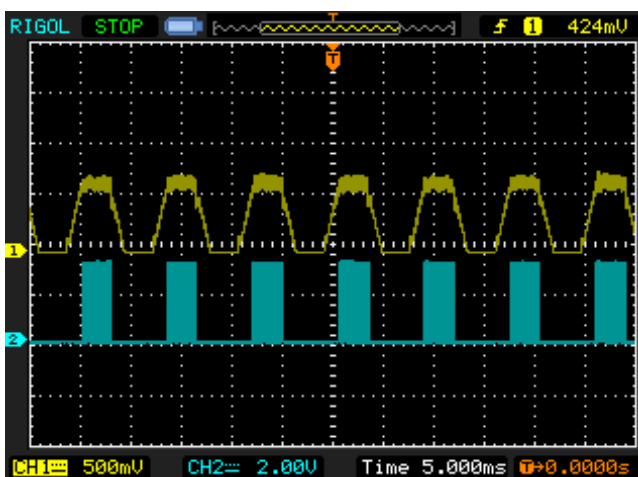 RIGOL STOP T f 1 424mV
T
1
2
CH1 500mV CH2 2.00V Time 5.000ms T→0.0000s